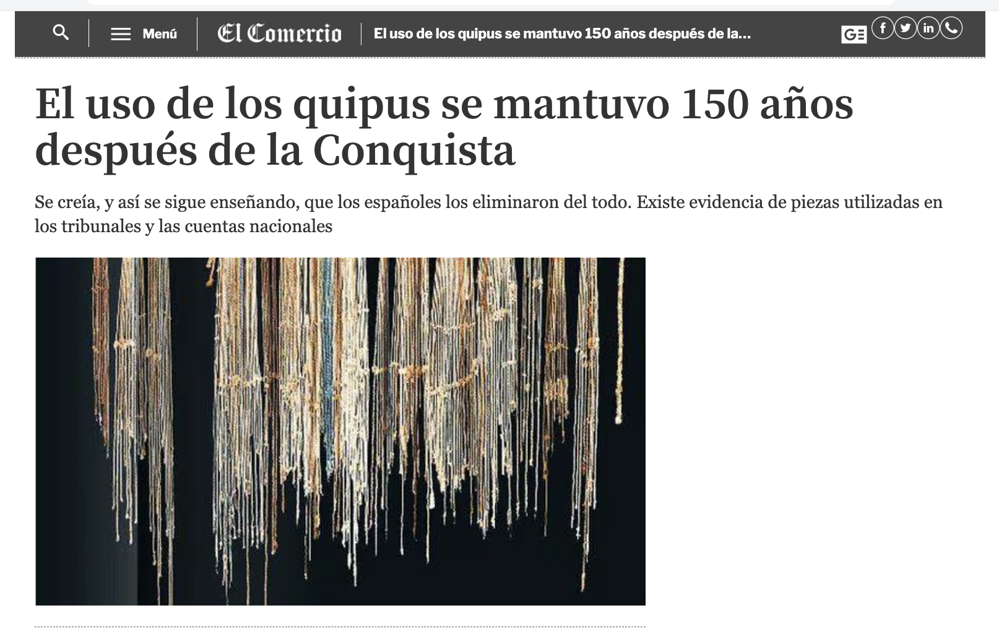 Menú
El Comercio
El uso de los quipus se mantuvo 150 años después de la...
GE
El uso de los quipus se mantuvo 150 años
después de la Conquista
Se creía, y así se sigue enseñando, que los españoles los eliminaron del todo. Existe evidencia de piezas utilizadas en
los tribunales y las cuentas nacionales